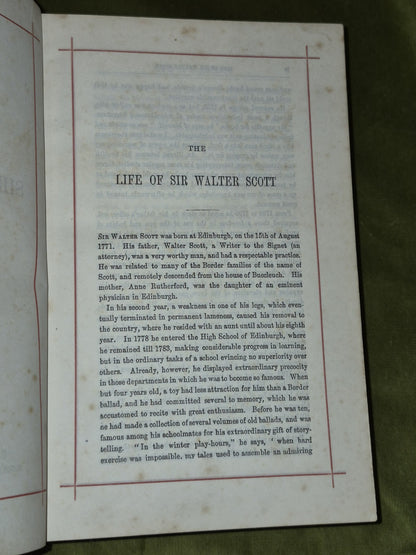 THE
LIFE OF SIR WALTER SCOTT
SIR WALTER SCOTT was born at Edinburgh, on the 15th of August
1771. His father, Walter Scott, a Writer to the Signet (an
attorney), was a very worthy man, and had a respectable practice.
He was related to many of the Border families of the name of
Scott, and remotely descended from the house of Buccleuch. His
mother, Anne Rutherford, was the daughter of an eminent
physician in Edinburgh.
In his second year, a weakness in one of his legs, which even-
tually terminated in permanent lameness, caused his removal to
the country, where he resided with an aunt until about his eighth
year. In 1778 he entered the High School of Edinburgh, where
he remained till 1783, making considerable progress in learning,
but in the ordinary tasks of a school evincing no superiority over
others. Already, however, he displayed extraordinary precocity
in those departments in which he was to become so famous. When
but four years old, a toy had less attraction for him than a Border
ballad, and he had committed several to memory, which he was
accustomed to recite with great enthusiasm. Before he was ten,
he had made a collection of several volumes of old ballads, and was
famous among his schoolmates for his extraordinary gift of story-
telling. "In the winter play-hours," he says, ' when hard
exercise was impossible, my tales used to assemble an admiring